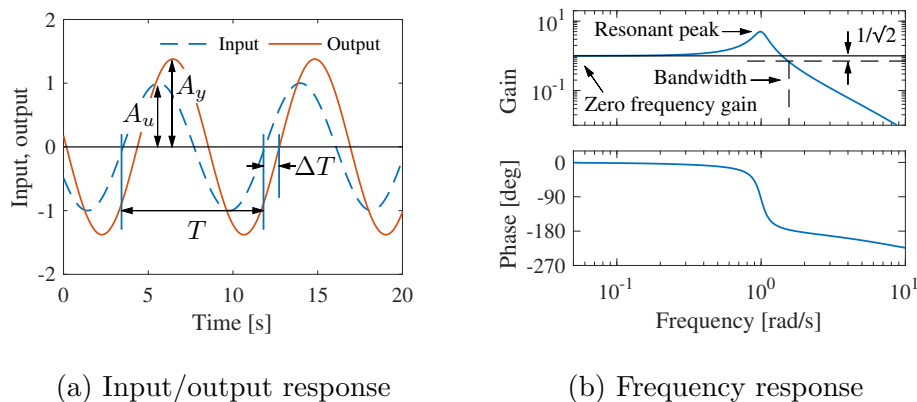 2
1
0
-1
-2
0
5
10
15
20
Input, output
Time [s]
Input
Output
A_u
A_y
T
ΔT
(a) Input/output response
10^1
10^0
10^-1
Gain
Resonant peak
Bandwidth
Zero frequency gain
1/√2
0
-90
-180
-270
Phase [deg]
10^-1
10^0
10^1
Frequency [rad/s]
(b) Frequency response